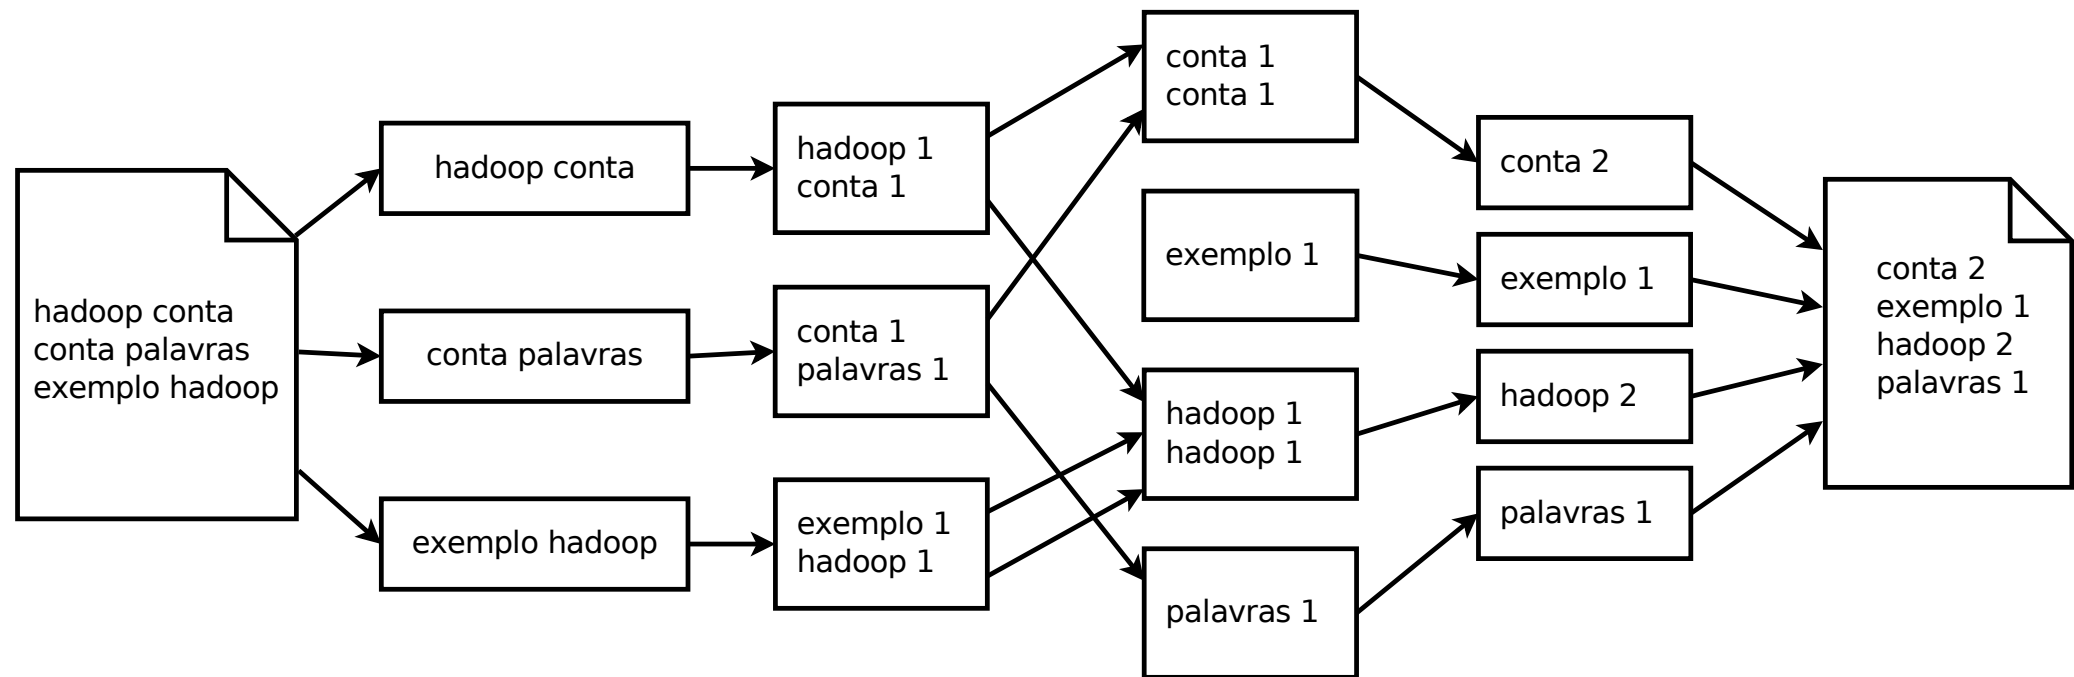 hadoop conta
conta palavras
exemplo hadoop
hadoop conta
conta palavras
exemplo hadoop
hadoop 1
conta 1
conta 1
palavras 1
exemplo 1
hadoop 1
conta 1
conta 1
exemplo 1
hadoop 1
hadoop 1
palavras 1
conta 2
exemplo 1
hadoop 2
palavras 1
conta 2
exemplo 1
hadoop 2
palavras 1